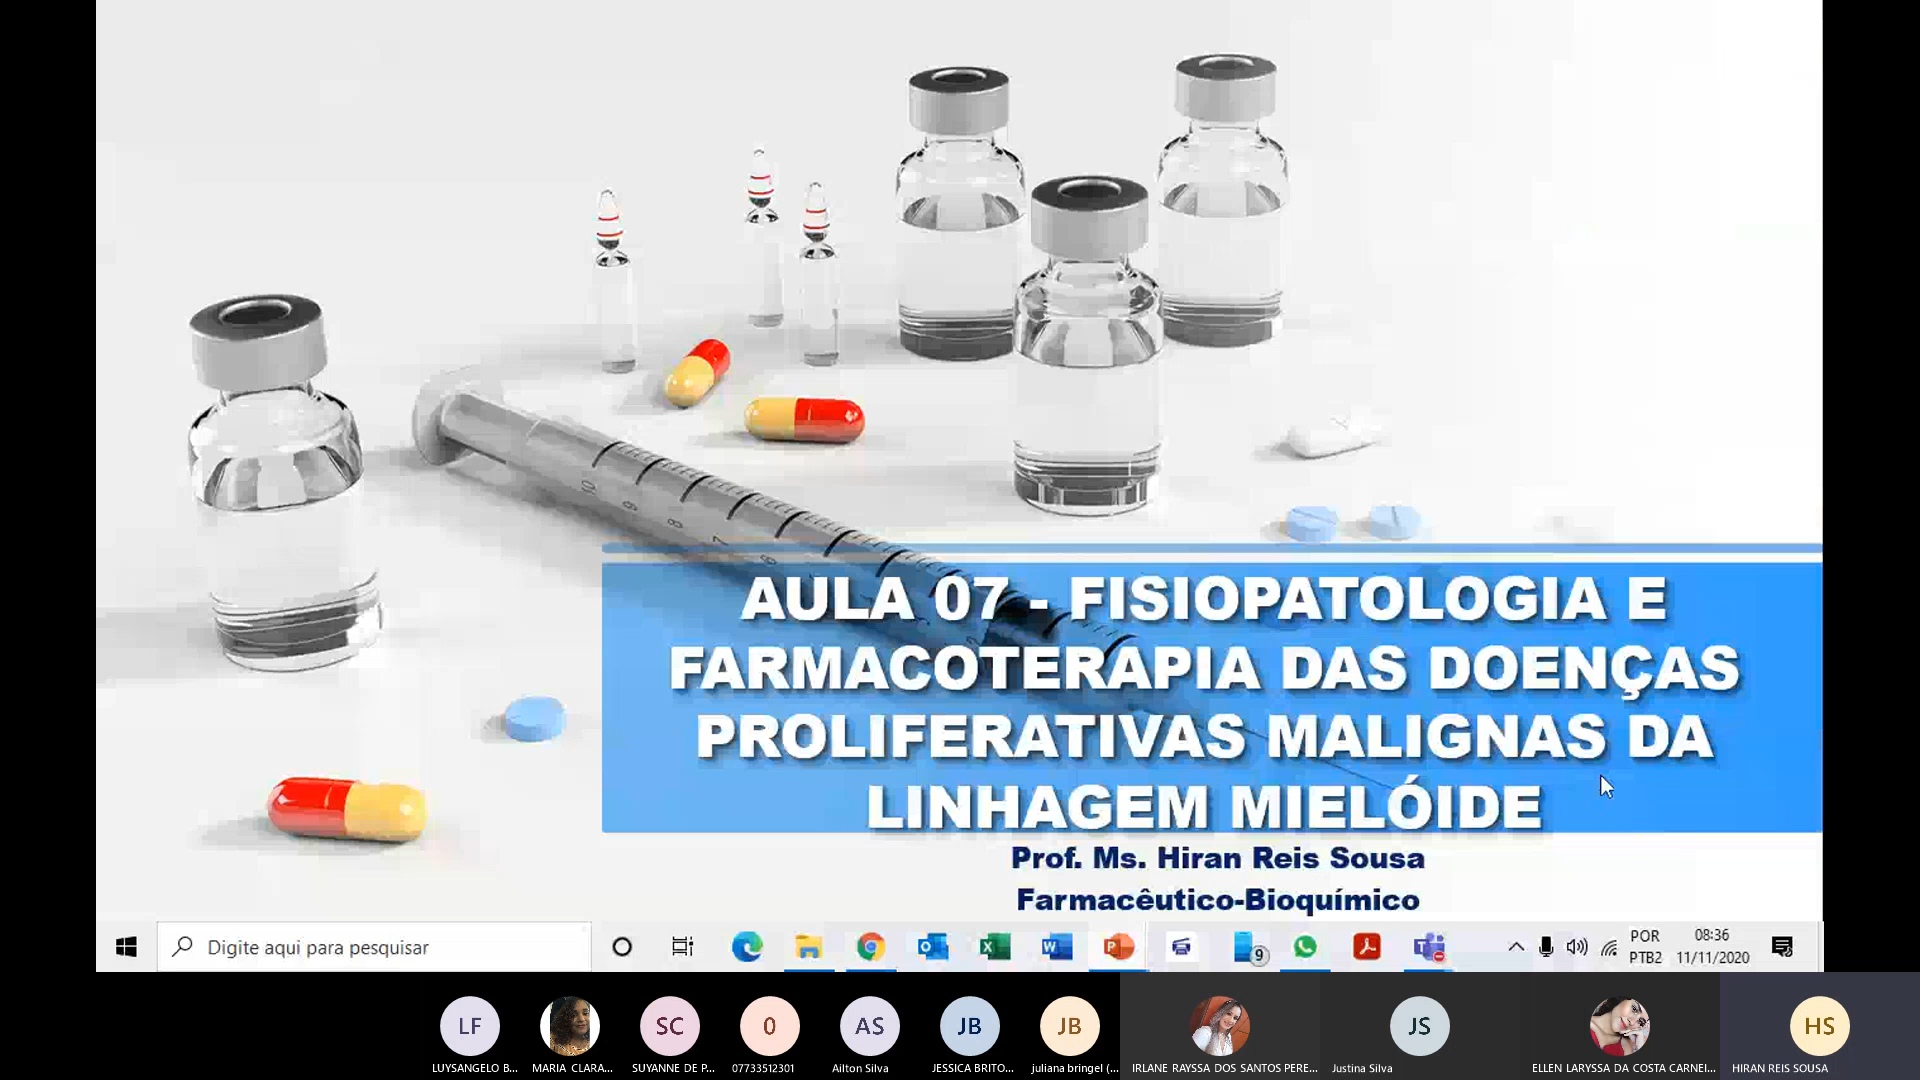 AULA 07 - FISIOPATOLOGIA E
FARMACOTERAPIA DAS DOENÇAS
PROLIFERATIVAS MALIGNAS DA
LINHAGEM MIELÓIDE
Prof. Ms. Hiran Reis Sousa
Farmacêutico-Bioquímico
Digite aqui para pesquisar
9
POR
PTB2
08:36
11/11/2020
LF
SC
0
AS
JB
JB
JS
HS
LUYSANGELO B...
MARIA CLARA...
SUYANNE DE P...
07733512301
Ailton Silva
JESSICA BRITO...
juliana bringel (...
IRLANE RAYSSA DOS SANTOS PERE...
Justina Silva
ELLEN LARYSSA DA COSTA CARNEI...
HIRAN REIS SOUSA